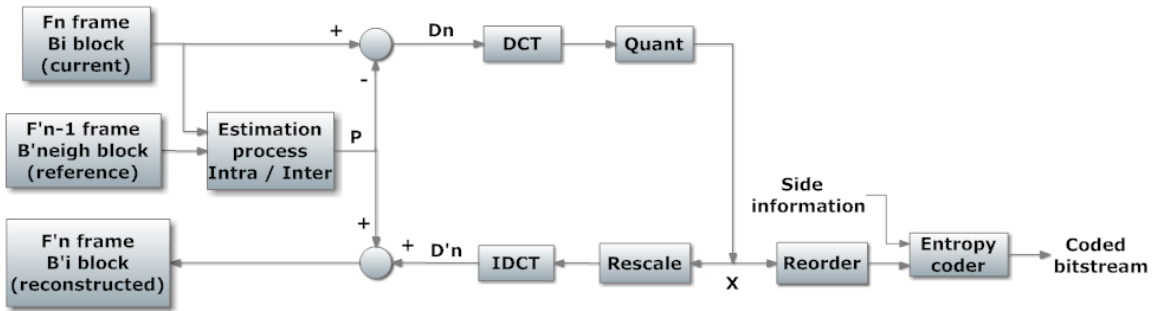 Fn frame
Bi block
(current)
+
Dn
DCT
Quant
-
F'n-1 frame
B'neigh block
(reference)
Estimation
process
Intra / Inter
P
Side
information
+
F'n frame
B'i block
(reconstructed)
+
D'n
IDCT
Rescale
X
Reorder
Entropy
coder
Coded
bitstream